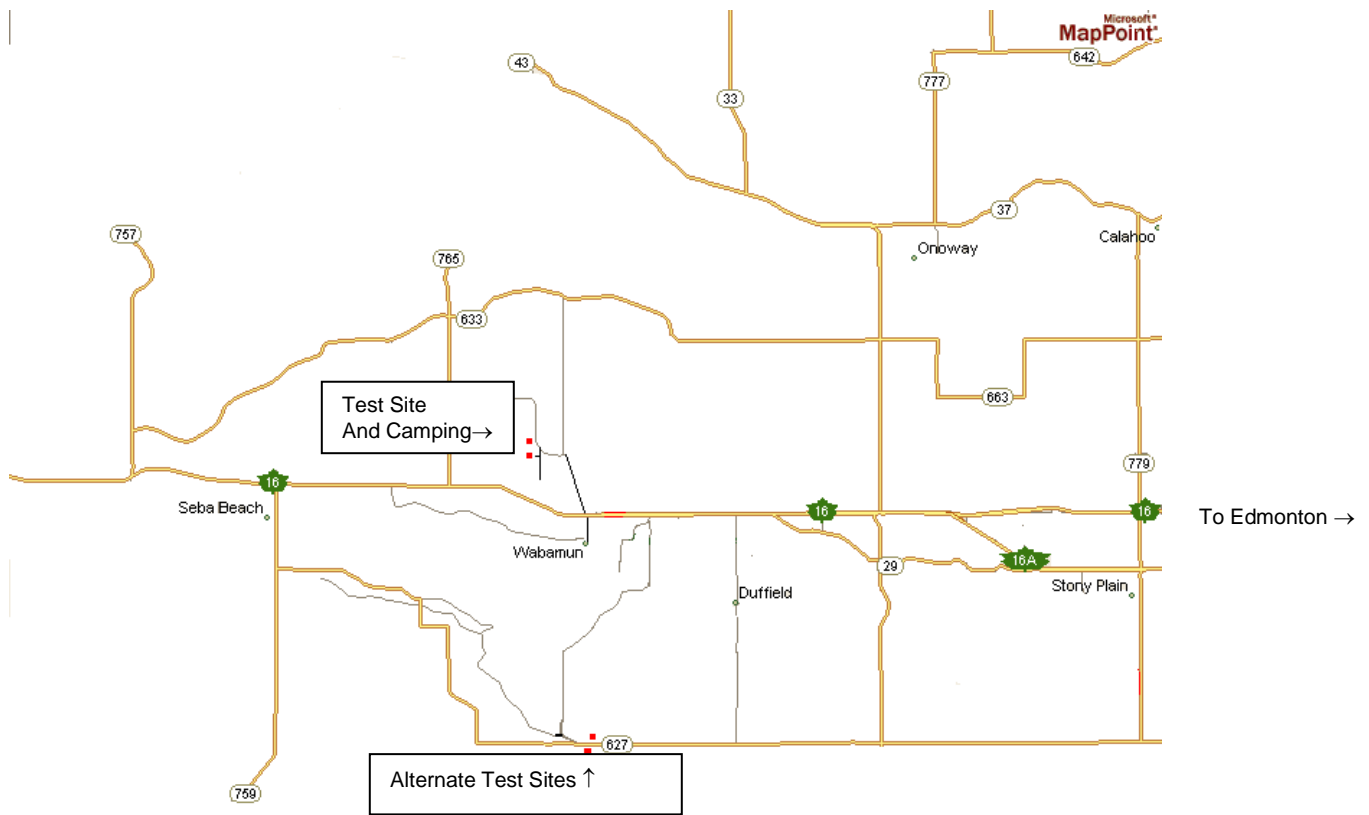 Microsoft®
MapPoint®
43
642
777
33
37
Calahoo
Onoway
757
765
633
Test Site
And Camping→
663
779
16
Seba Beach
16
16
To Edmonton →
Wabamun
29
16A
Stony Plain
Duffield
627
Alternate Test Sites ↑
759